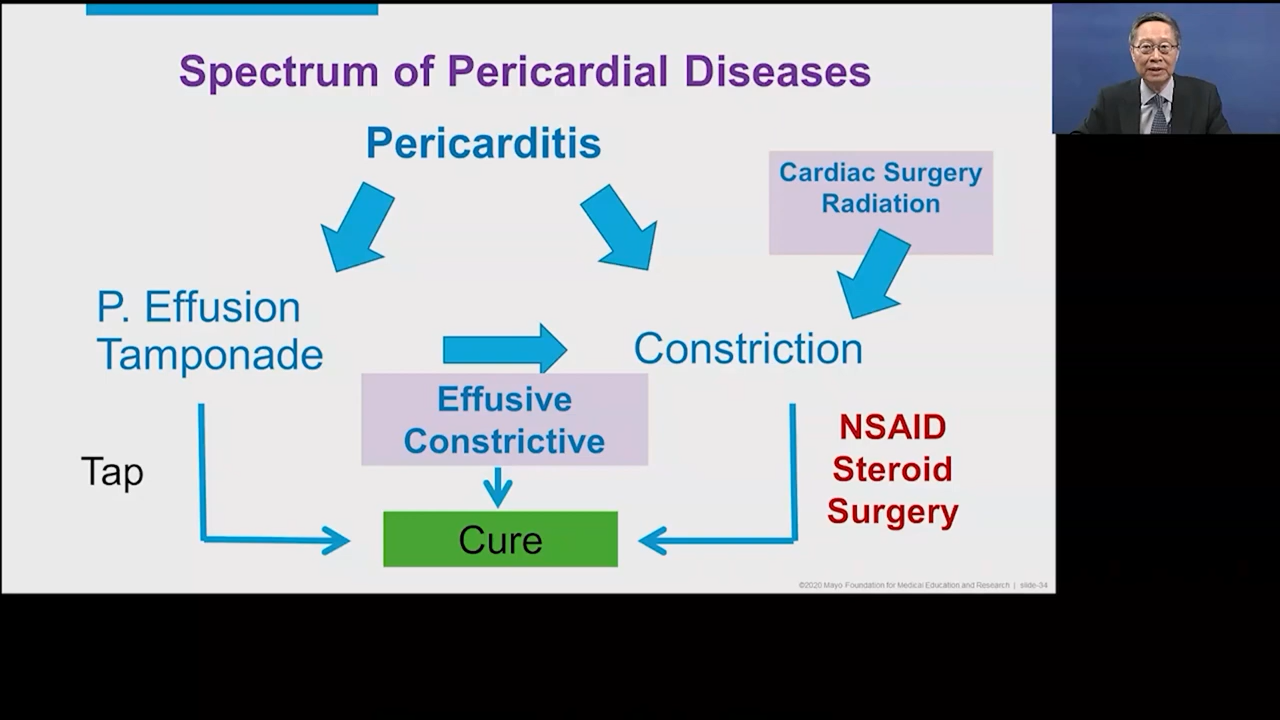 Spectrum of Pericardial Diseases
Pericarditis
Cardiac Surgery
Radiation
P. Effusion
Tamponade
Constriction
Effusive
Constrictive
NSAID
Steroid
Surgery
Tap
Cure
©2020 Mayo Foundation for Medical Education and Research | slide-34